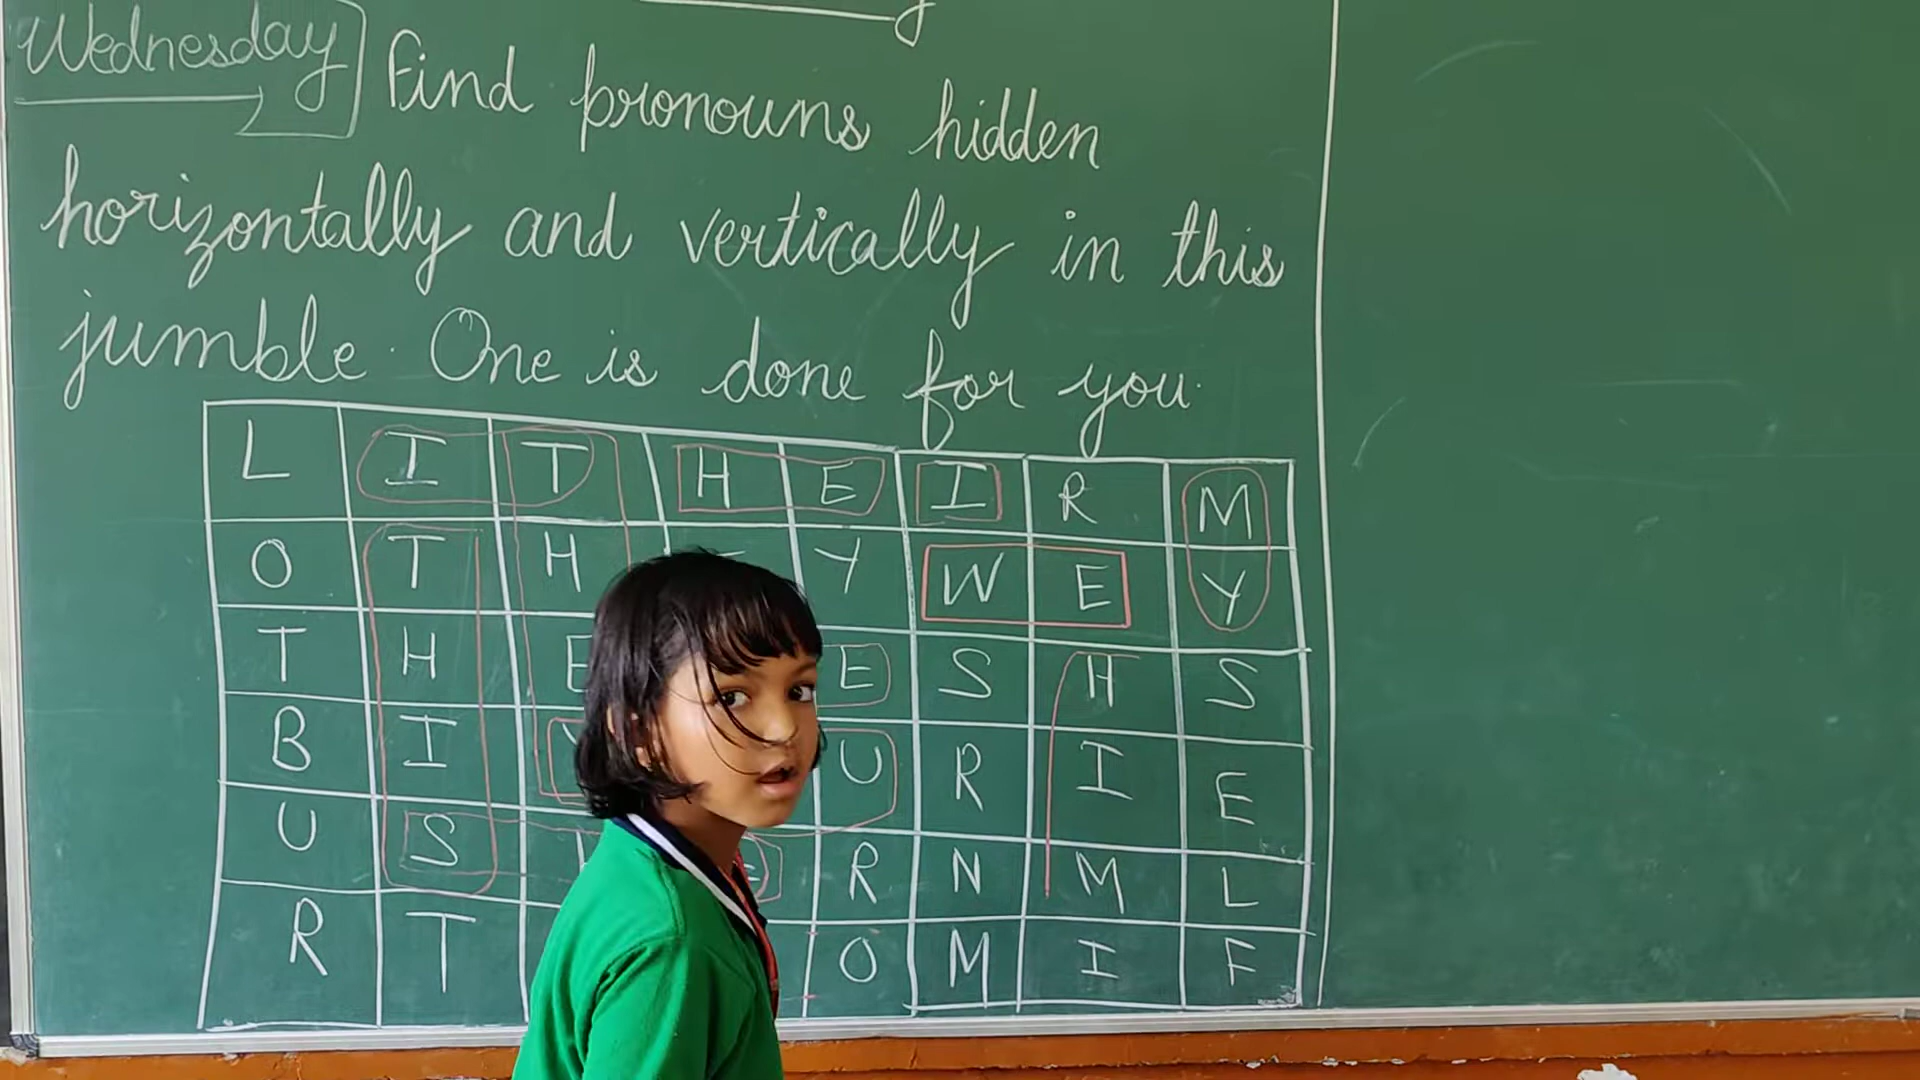 Wednesday
Find pronouns hidden
horizontally and vertically in this
jumble. One is done for you.
L I T H E I R M
O T H Y W E Y
T H E E S H S
B I U R I E
U S E R N M L
R T O M I F